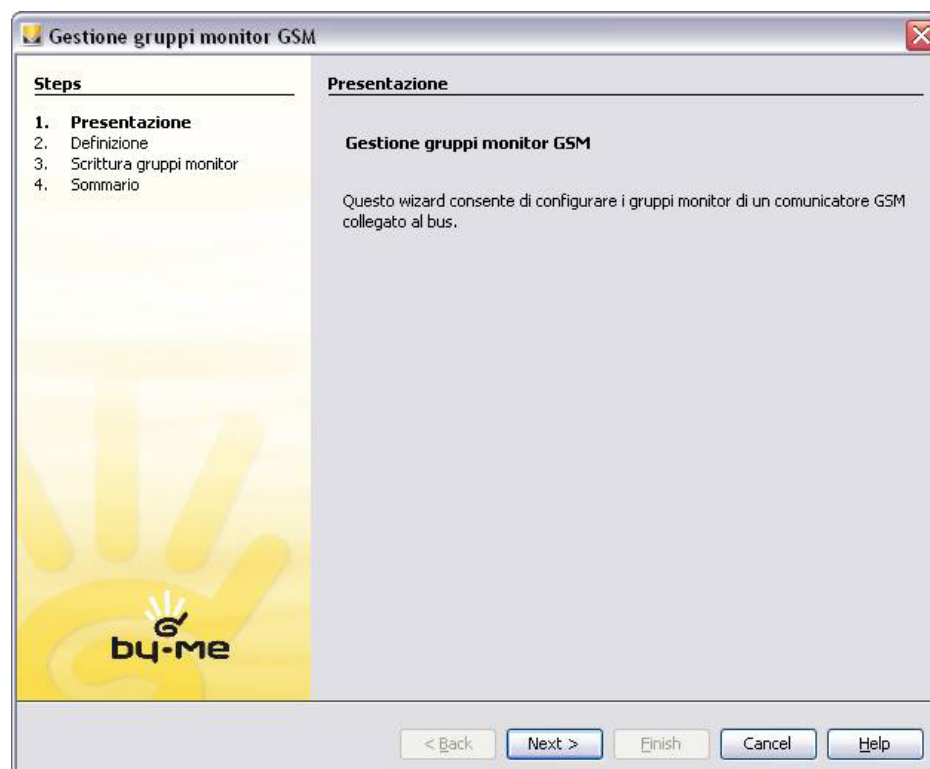 Gestione gruppi monitor GSM
Steps
1. Presentazione
2. Definizione
3. Scrittura gruppi monitor
4. Sommario
by-me
Presentazione
Gestione gruppi monitor GSM
Questo wizard consente di configurare i gruppi monitor di un comunicatore GSM
collegato al bus.
< Back
Next >
Finish
Cancel
Help